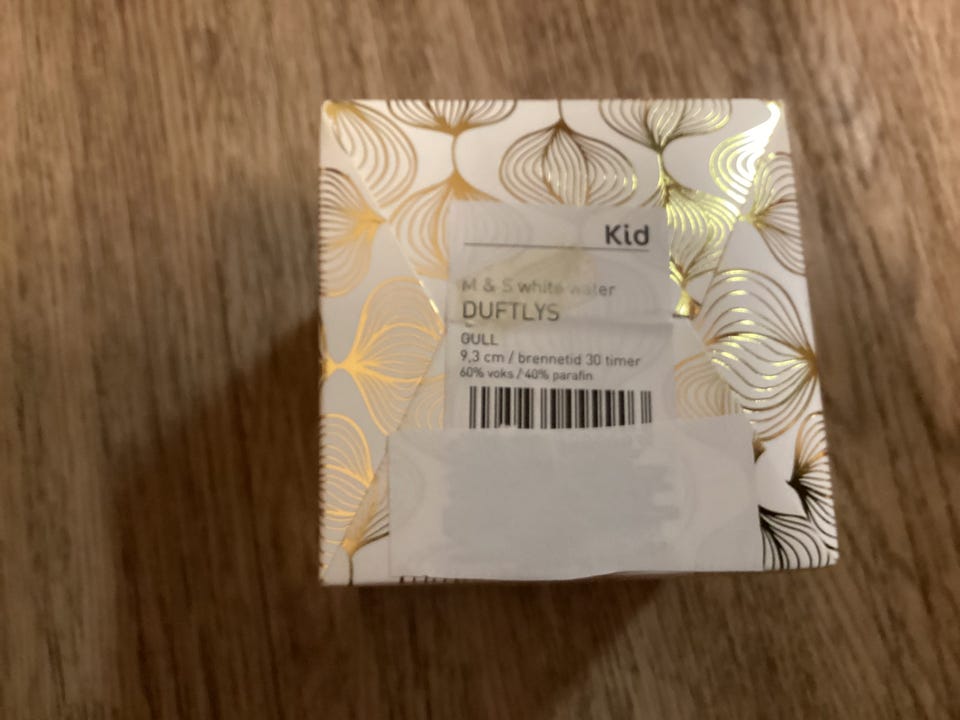 Kid
M & S white water
DUFTLYS
GULL
9,3 cm / brennetid 30 timer
60% voks / 40% parafin